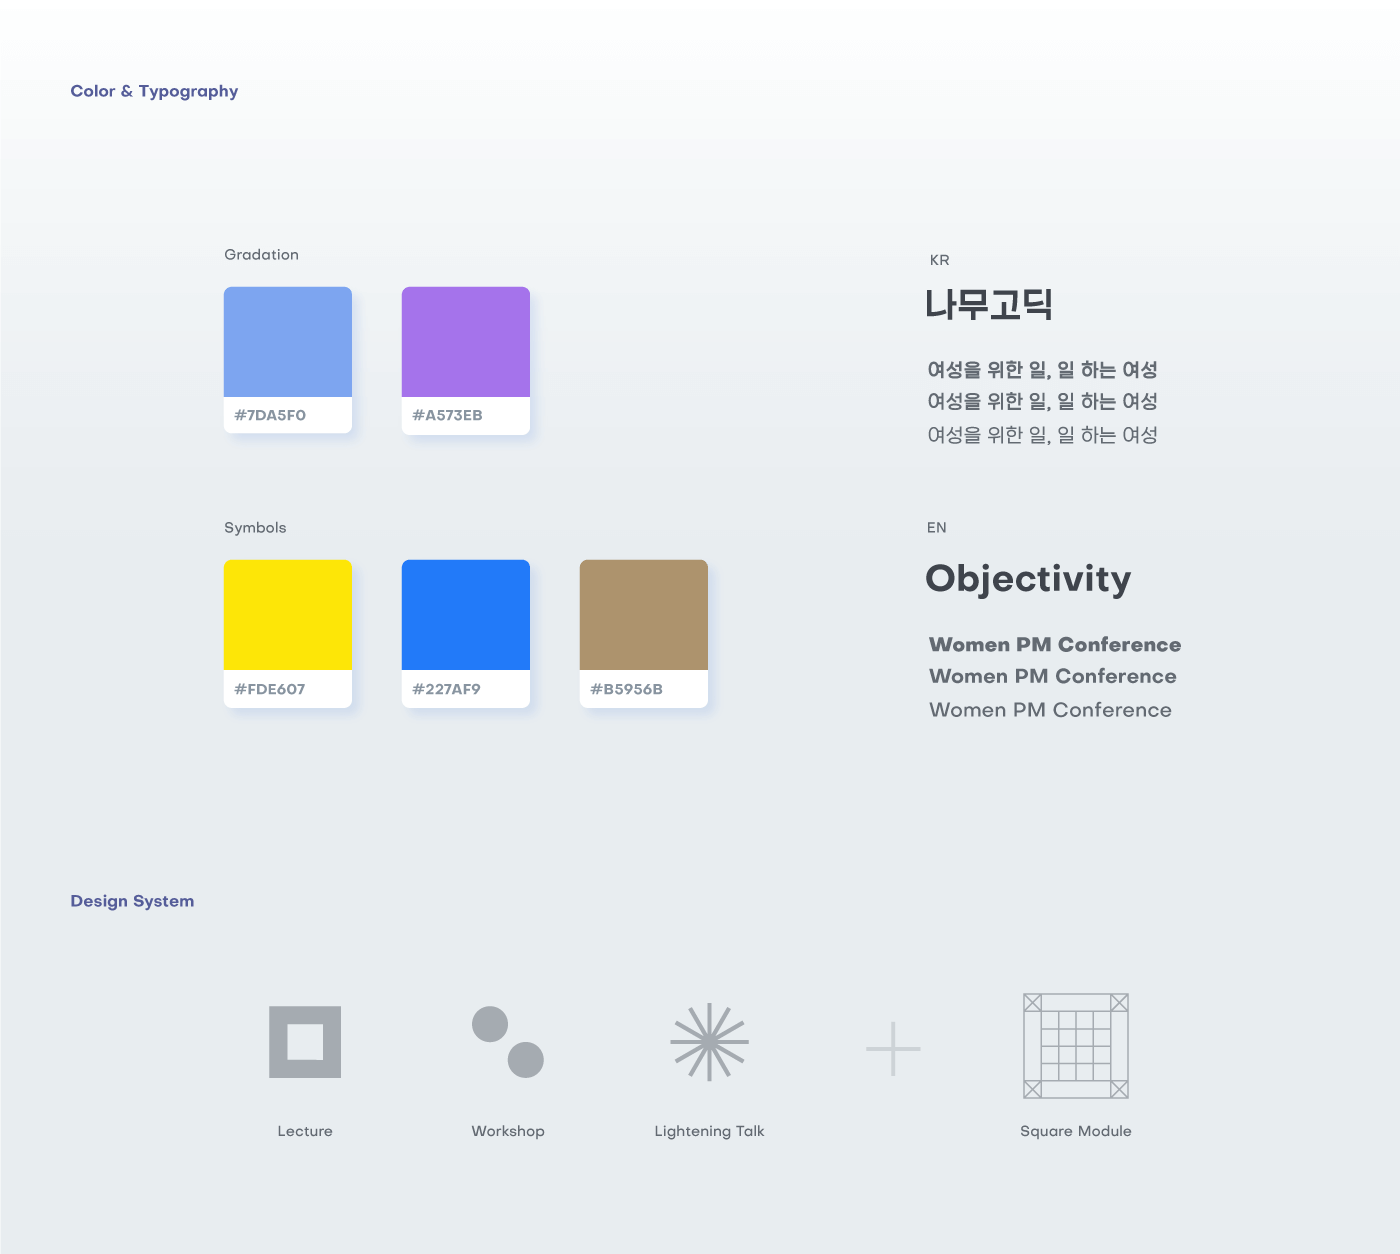 Color & Typography
Gradation
#7DA5F0
#A573EB
Symbols
#FDE607
#227AF9
#B5956B
KR
나무고딕
여성을 위한 일, 일 하는 여성
여성을 위한 일, 일 하는 여성
여성을 위한 일, 일 하는 여성
EN
Objectivity
Women PM Conference
Women PM Conference
Women PM Conference
Design System
Lecture
Workshop
Lightening Talk
Square Module